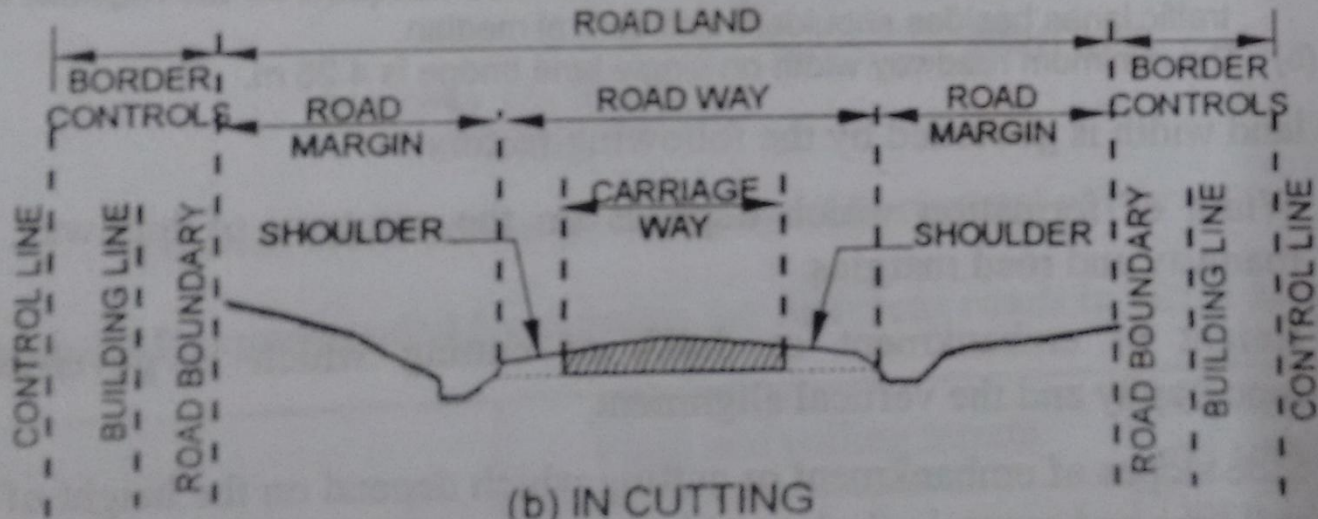 ROAD LAND
BORDER
CONTROLS
ROAD
MARGIN
ROAD WAY
ROAD
MARGIN
BORDER
CONTROLS
CARRIAGE
WAY
SHOULDER
SHOULDER
CONTROL LINE
BUILDING LINE
ROAD BOUNDARY
ROAD BOUNDARY
BUILDING LINE
CONTROL LINE
(b) IN CUTTING